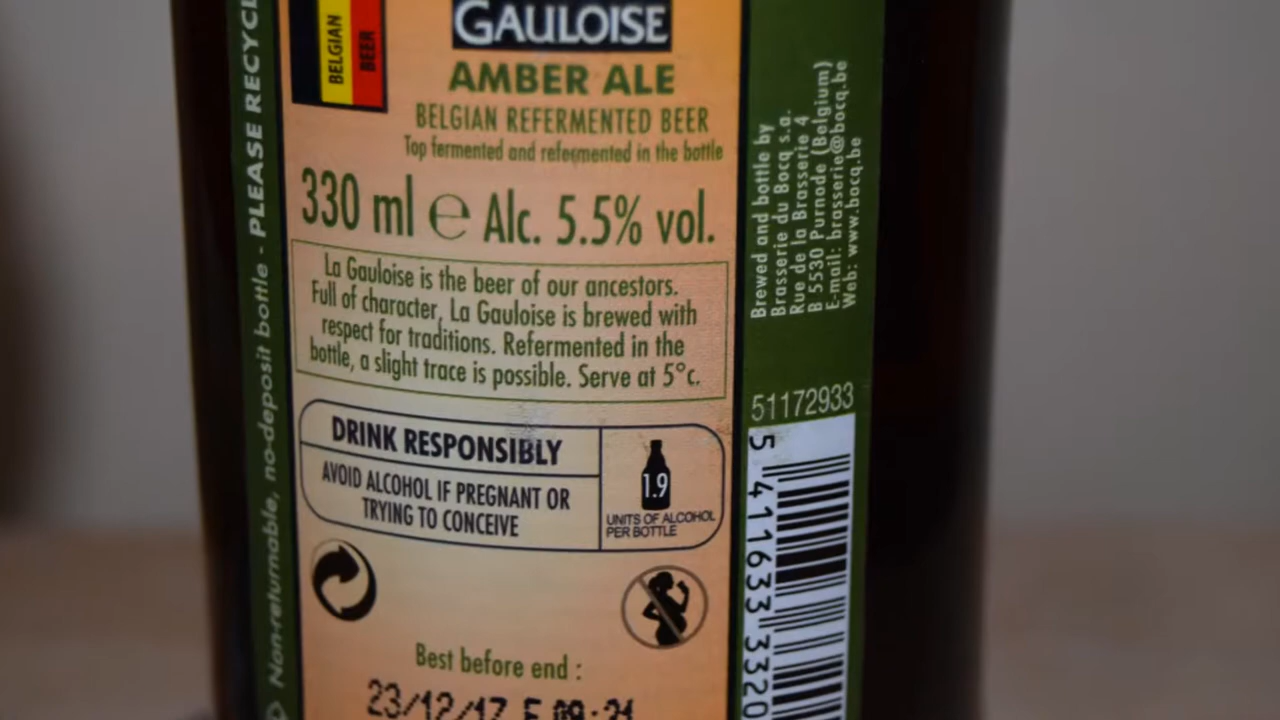 Non-returnable, no-deposit bottle - PLEASE RECYCL
BELGIAN
BEER
GAULOISE
AMBER ALE
BELGIAN REFERMENTED BEER
Top fermented and refermented in the bottle
330 ml ℮ Alc. 5.5% vol.
La Gauloise is the beer of our ancestors.
Full of character, La Gauloise is brewed with
respect for traditions. Refermented in the
bottle, a slight trace is possible. Serve at 5°c.
DRINK RESPONSIBLY
AVOID ALCOHOL IF PREGNANT OR
TRYING TO CONCEIVE
1.9
UNITS OF ALCOHOL
PER BOTTLE
Best before end :
23/12/17 E 09:21
Brewed and bottle by
Brasserie du Bocq s.a.
Rue de la Brasserie 4
B 5530 Purnode (Belgium)
E-mail: brasserie@bocq.be
Web: www.bocq.be
51172933
5 411633 3320